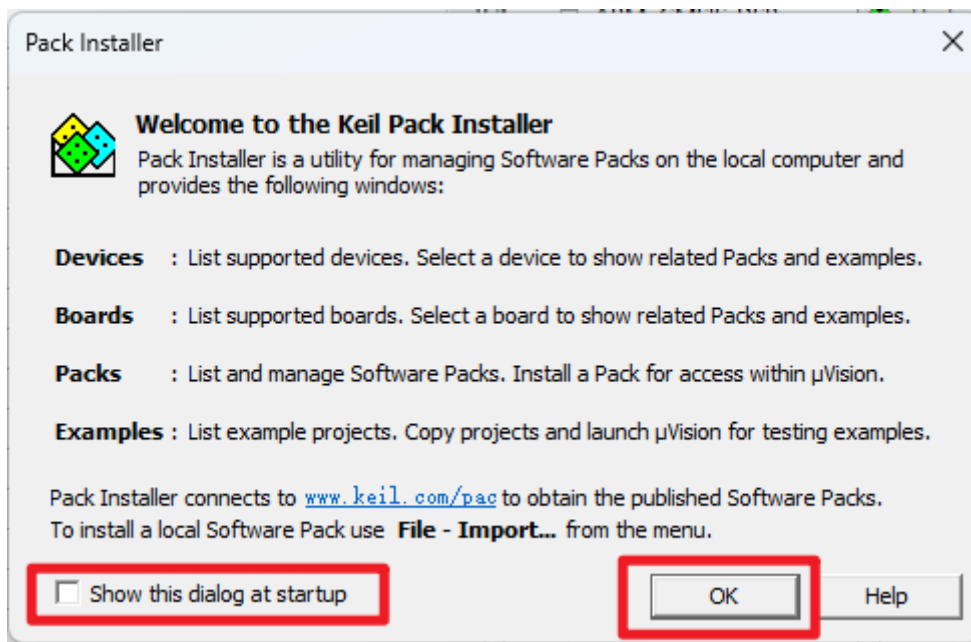 Pack Installer
Welcome to the Keil Pack Installer
Pack Installer is a utility for managing Software Packs on the local computer and
provides the following windows:
Devices : List supported devices. Select a device to show related Packs and examples.
Boards : List supported boards. Select a board to show related Packs and examples.
Packs : List and manage Software Packs. Install a Pack for access within µVision.
Examples : List example projects. Copy projects and launch µVision for testing examples.
Pack Installer connects to www.keil.com/pac to obtain the published Software Packs.
To install a local Software Pack use File - Import... from the menu.
Show this dialog at startup OK Help